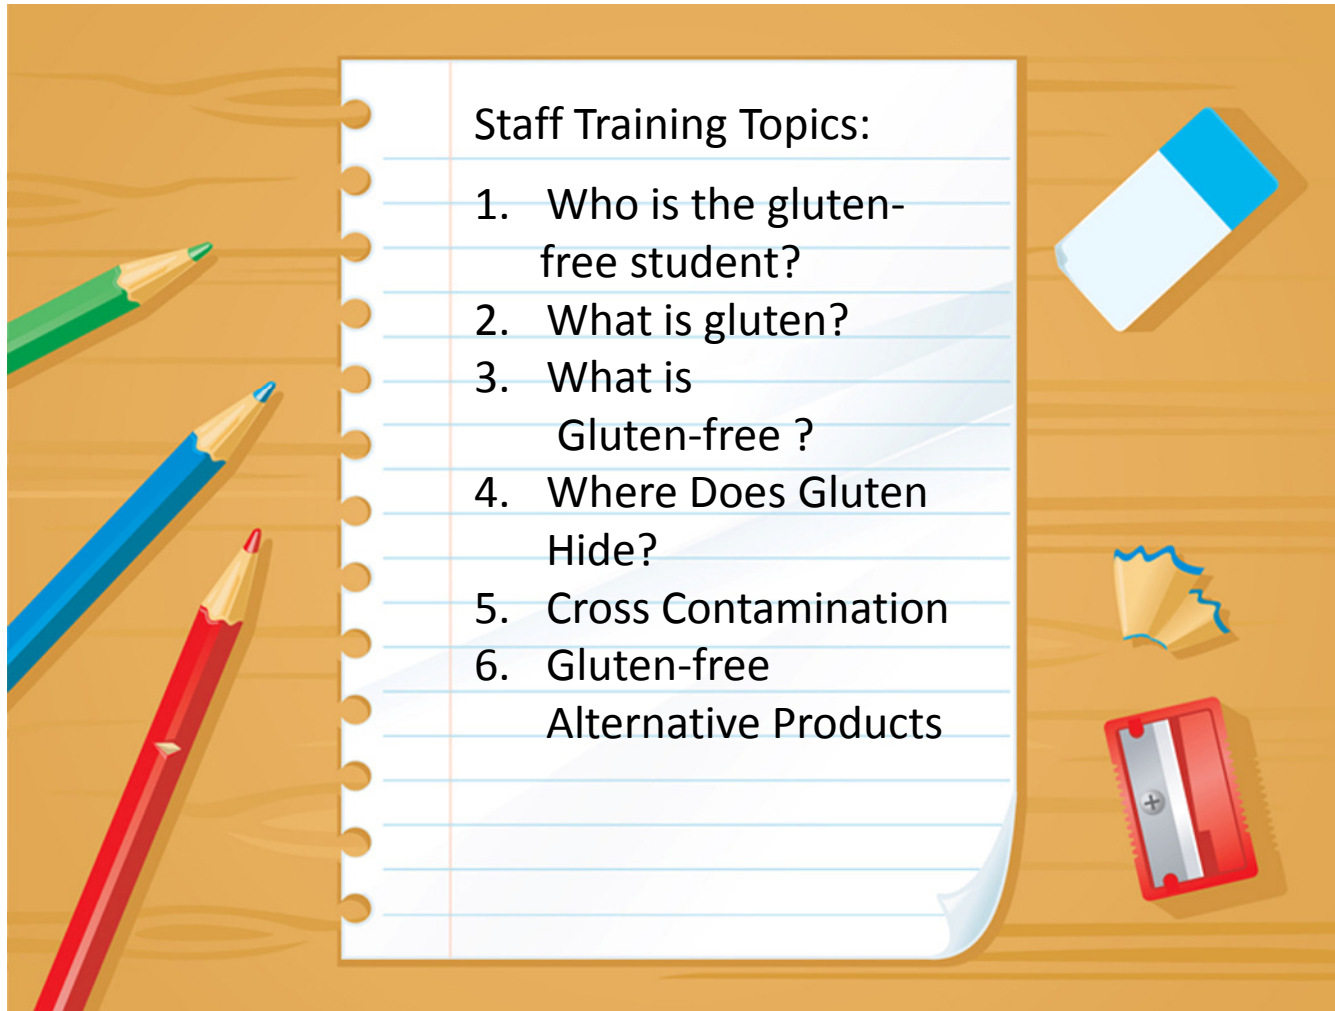 Staff Training Topics:
1. Who is the gluten-
free student?
2. What is gluten?
3. What is
Gluten-free ?
4. Where Does Gluten
Hide?
5. Cross Contamination
6. Gluten-free
Alternative Products